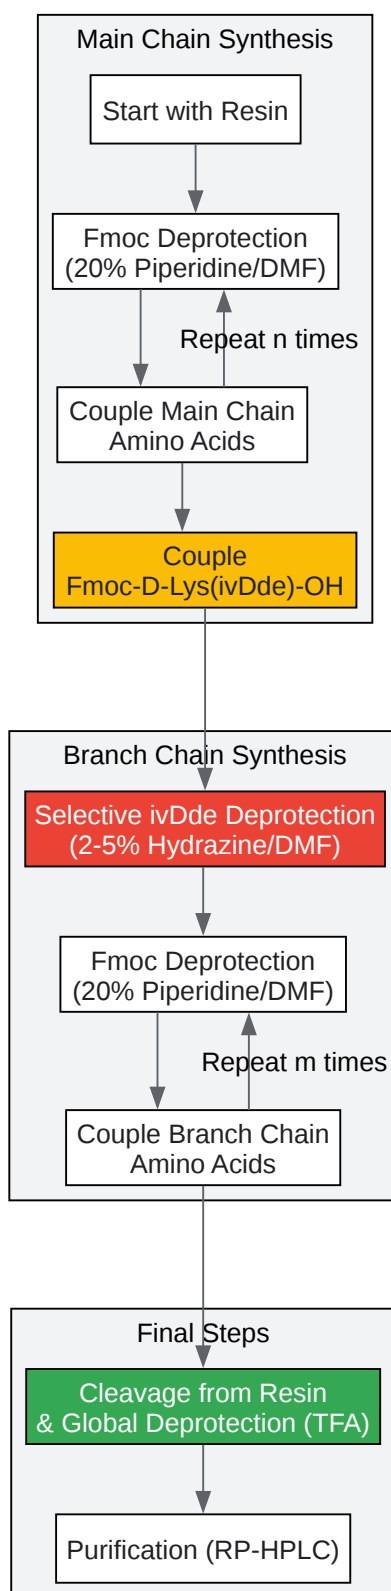 Main Chain Synthesis
Start with Resin
Fmoc Deprotection
(20% Piperidine/DMF)
Repeat n times
Couple Main Chain
Amino Acids
Couple
Fmoc-D-Lys(ivDde)-OH
Branch Chain Synthesis
Selective ivDde Deprotection
(2-5% Hydrazine/DMF)
Fmoc Deprotection
(20% Piperidine/DMF)
Repeat m times
Couple Branch Chain
Amino Acids
Final Steps
Cleavage from Resin
& Global Deprotection (TFA)
Purification (RP-HPLC)